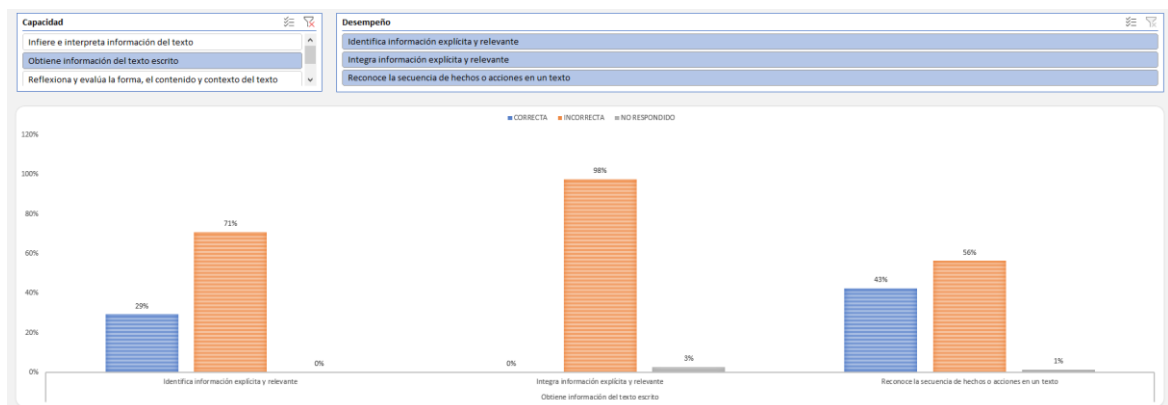 Capacidad
Infiere e interpreta información del texto
Obtiene información del texto escrito
Reflexiona y evalúa la forma, el contenido y contexto del texto
Desempeño
Identifica información explícita y relevante
Integra información explícita y relevante
Reconoce la secuencia de hechos o acciones en un texto
CORRECTA INCORRECTA NO RESPONDIDO
120%
100%
80%
60%
40%
20%
0%
29% 71% 0%
0% 98% 3%
43% 56% 1%
Identifica información explícita y relevante
Integra información explícita y relevante
Reconoce la secuencia de hechos o acciones en un texto
Obtiene información del texto escrito